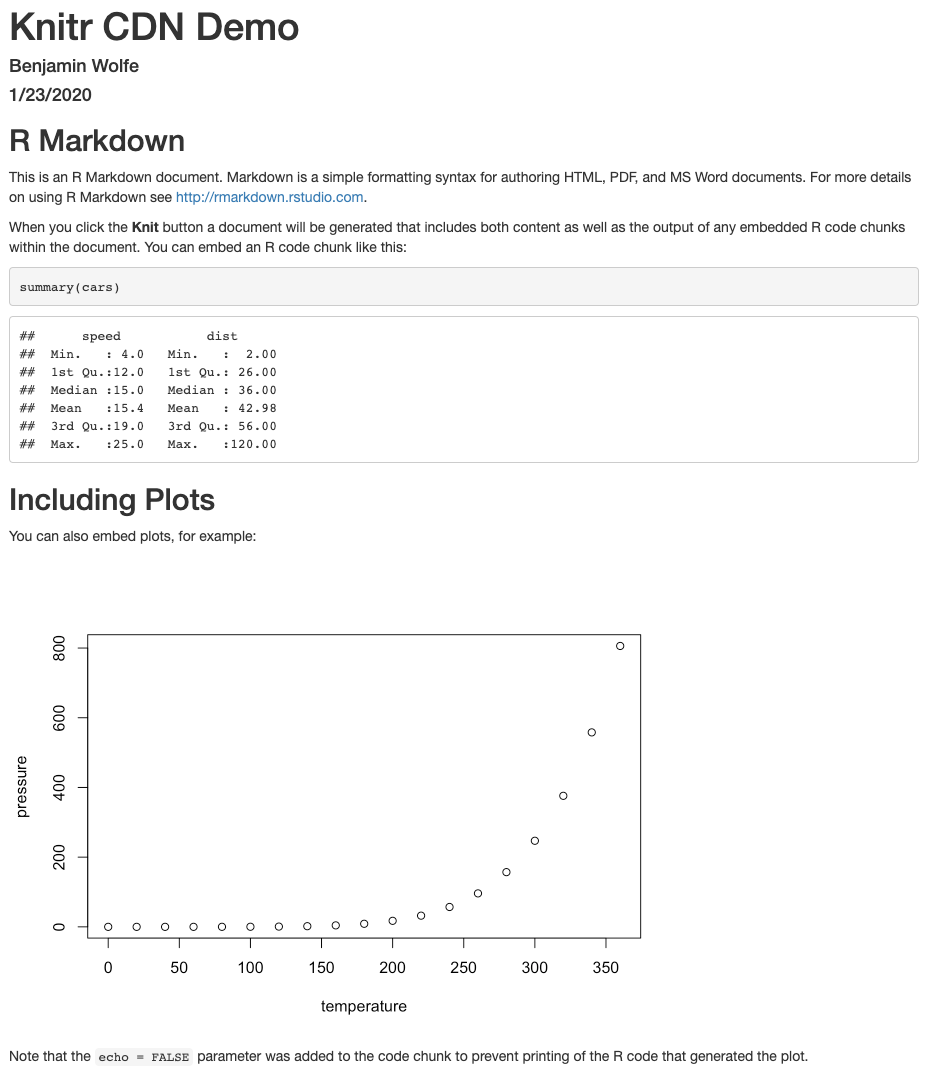 Knitr CDN Demo
Benjamin Wolfe
1/23/2020
R Markdown
This is an R Markdown document. Markdown is a simple formatting syntax for authoring HTML, PDF, and MS Word documents. For more details
on using R Markdown see http://rmarkdown.rstudio.com.
When you click the Knit button a document will be generated that includes both content as well as the output of any embedded R code chunks
within the document. You can embed an R code chunk like this:
summary(cars)
##      speed           dist
##  Min.   : 4.0   Min.   :  2.00
##  1st Qu.:12.0   1st Qu.: 26.00
##  Median :15.0   Median : 36.00
##  Mean   :15.4   Mean   : 42.98
##  3rd Qu.:19.0   3rd Qu.: 56.00
##  Max.   :25.0   Max.   :120.00
Including Plots
You can also embed plots, for example:
800
600
400
200
0
pressure
0 50 100 150 200 250 300 350
temperature
Note that the echo = FALSE parameter was added to the code chunk to prevent printing of the R code that generated the plot.